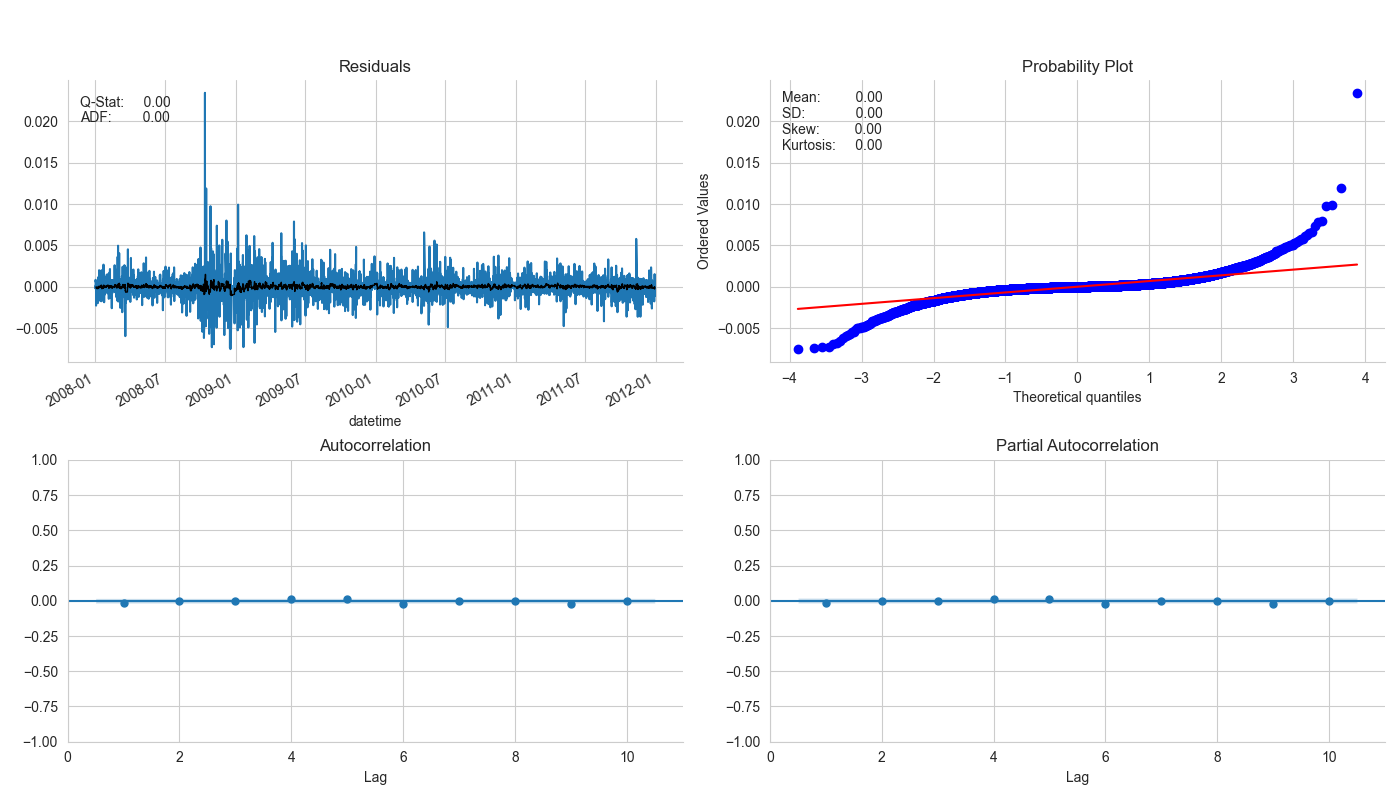 Residuals
Q-Stat: 0.00
ADF: 0.00
0.020
0.015
0.010
0.005
0.000
−0.005
2008-01 2008-07 2009-01 2009-07 2010-01 2010-07 2011-01 2011-07 2012-01
datetime
Probability Plot
Mean: 0.00
SD: 0.00
Skew: 0.00
Kurtosis: 0.00
Ordered Values
0.020
0.015
0.010
0.005
0.000
−0.005
−4 −3 −2 −1 0 1 2 3 4
Theoretical quantiles
Autocorrelation
1.00
0.75
0.50
0.25
0.00
−0.25
−0.50
−0.75
−1.00
0 2 4 6 8 10
Lag
Partial Autocorrelation
1.00
0.75
0.50
0.25
0.00
−0.25
−0.50
−0.75
−1.00
0 2 4 6 8 10
Lag